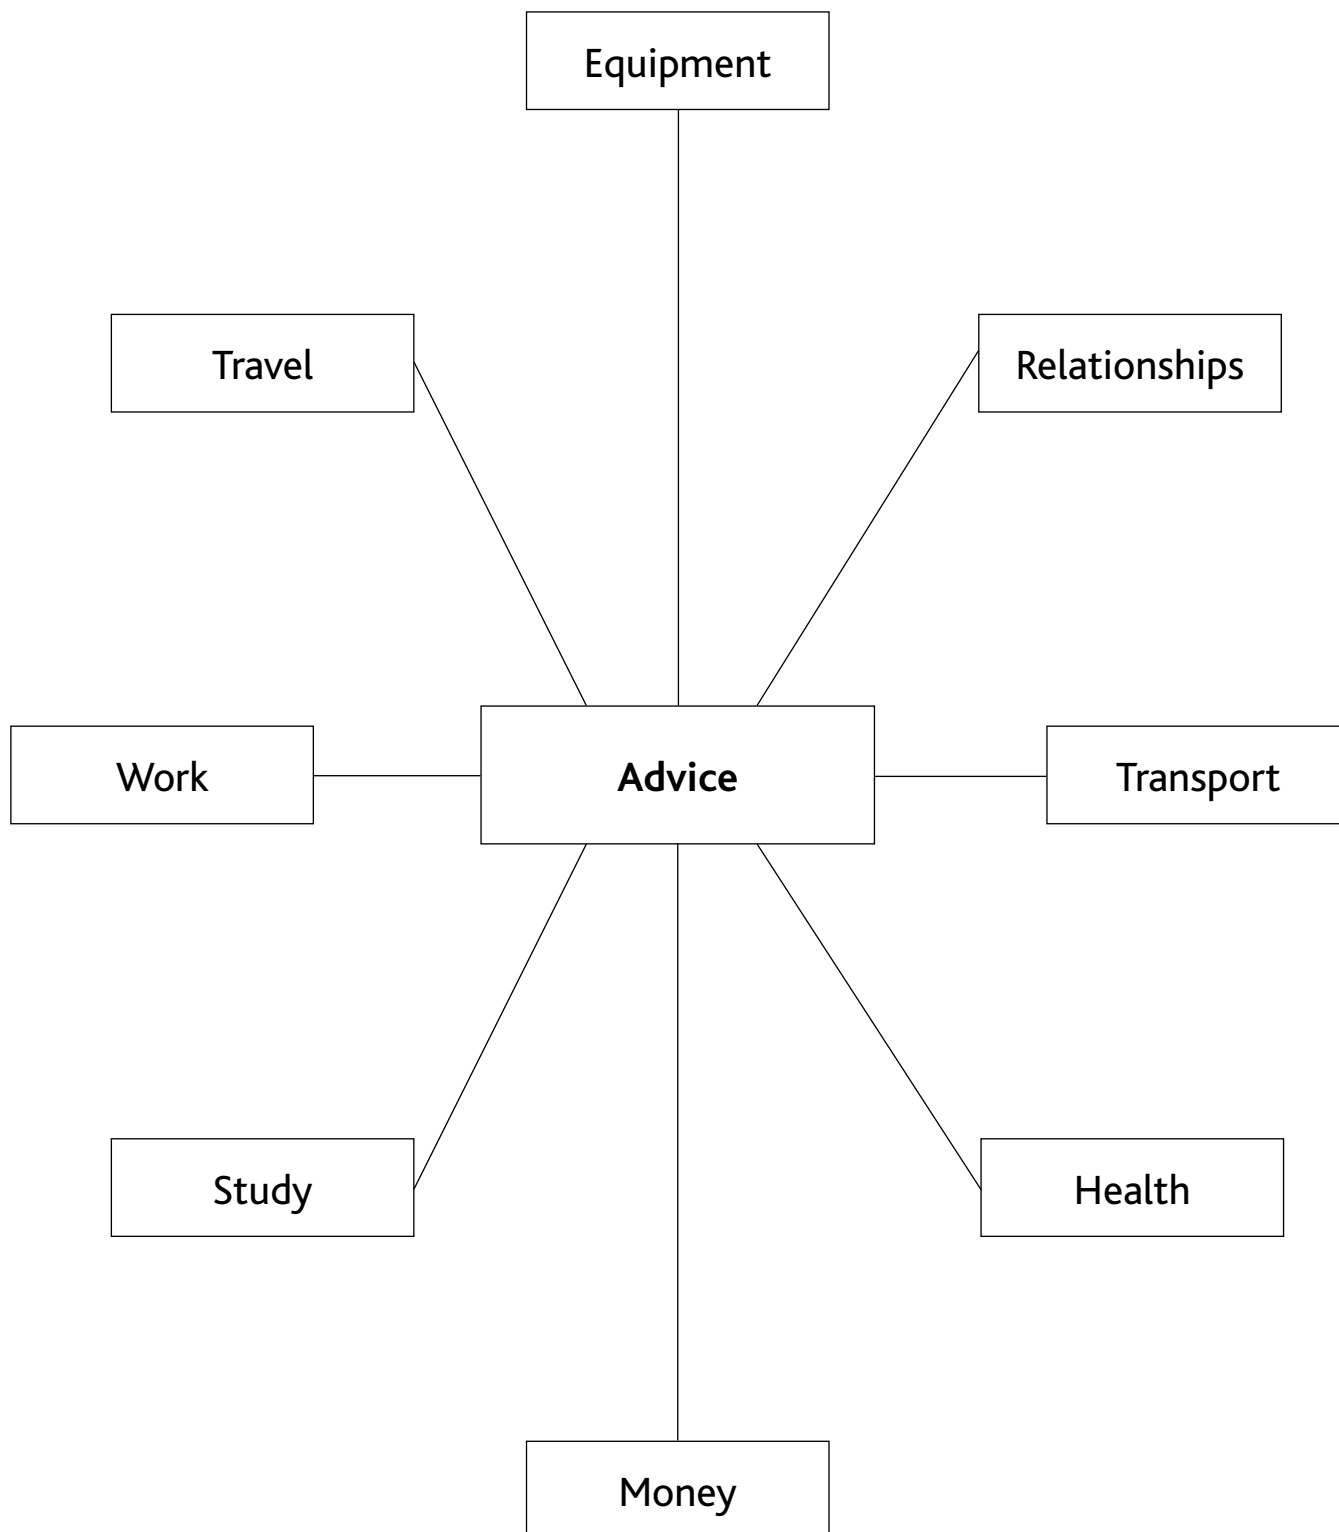 Equipment
Travel
Relationships
Work
Advice
Transport
Study
Health
Money